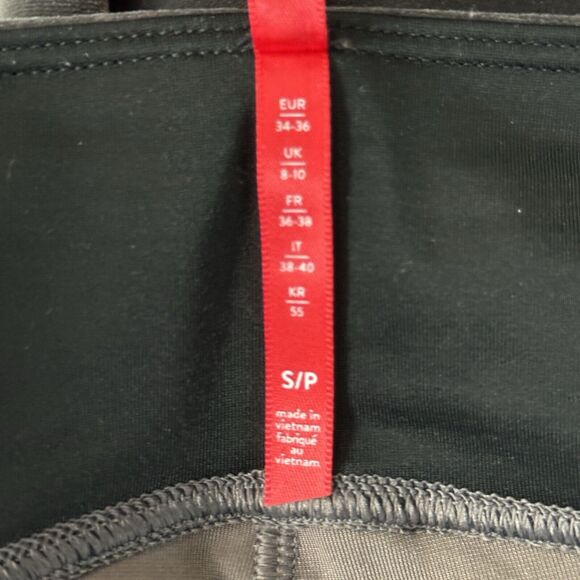 EUR
34-36
UK
8-10
FR
36-38
IT
38-40
KR
55
S/P
made in
vietnam
fabriqué
au
vietnam